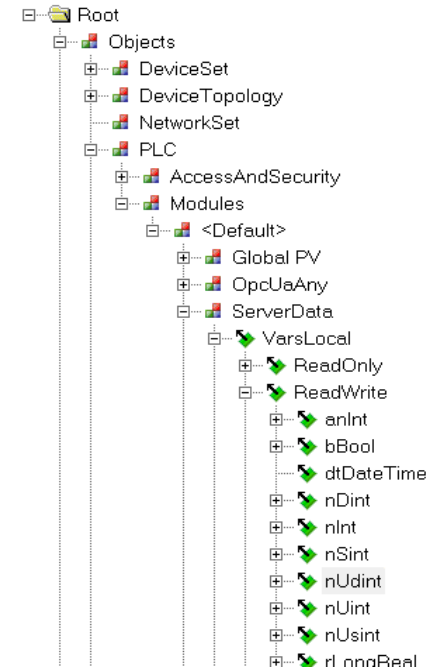 Root
Objects
DeviceSet
DeviceTopology
NetworkSet
PLC
AccessAndSecurity
Modules
<Default>
Global PV
OpcUaAny
ServerData
VarsLocal
ReadOnly
ReadWrite
anInt
bBool
dtDateTime
nDint
nInt
nSint
nUdint
nUint
nUsint
rLongReal